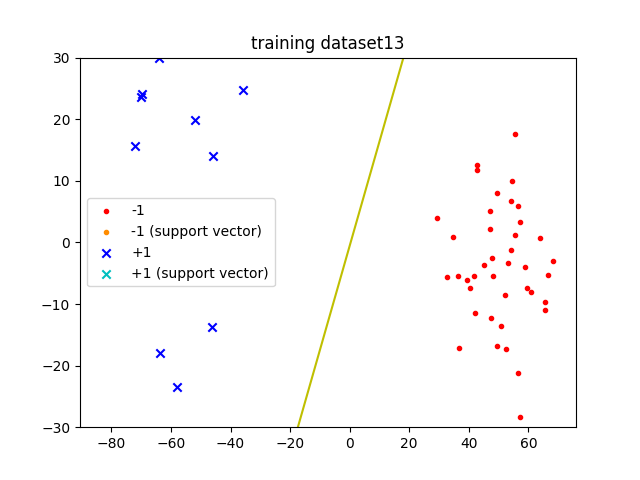 training dataset13
30
20
10
0
−10
−20
−30
-1
-1 (support vector)
+1
+1 (support vector)
−80 −60 −40 −20 0 20 40 60